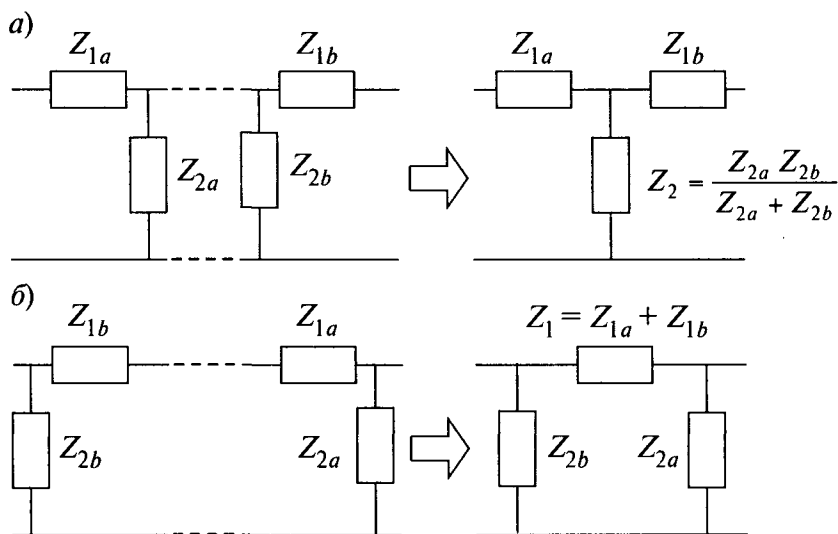 а)
Z₁ₐ Z₁b Z₁ₐ Z₁b
Z₂ₐ Z₂b Z₂ = Z₂ₐ Z₂b / (Z₂ₐ + Z₂b)
б)
Z₁b Z₁ₐ Z₁ = Z₁ₐ + Z₁b
Z₂b Z₂ₐ Z₂b Z₂ₐ